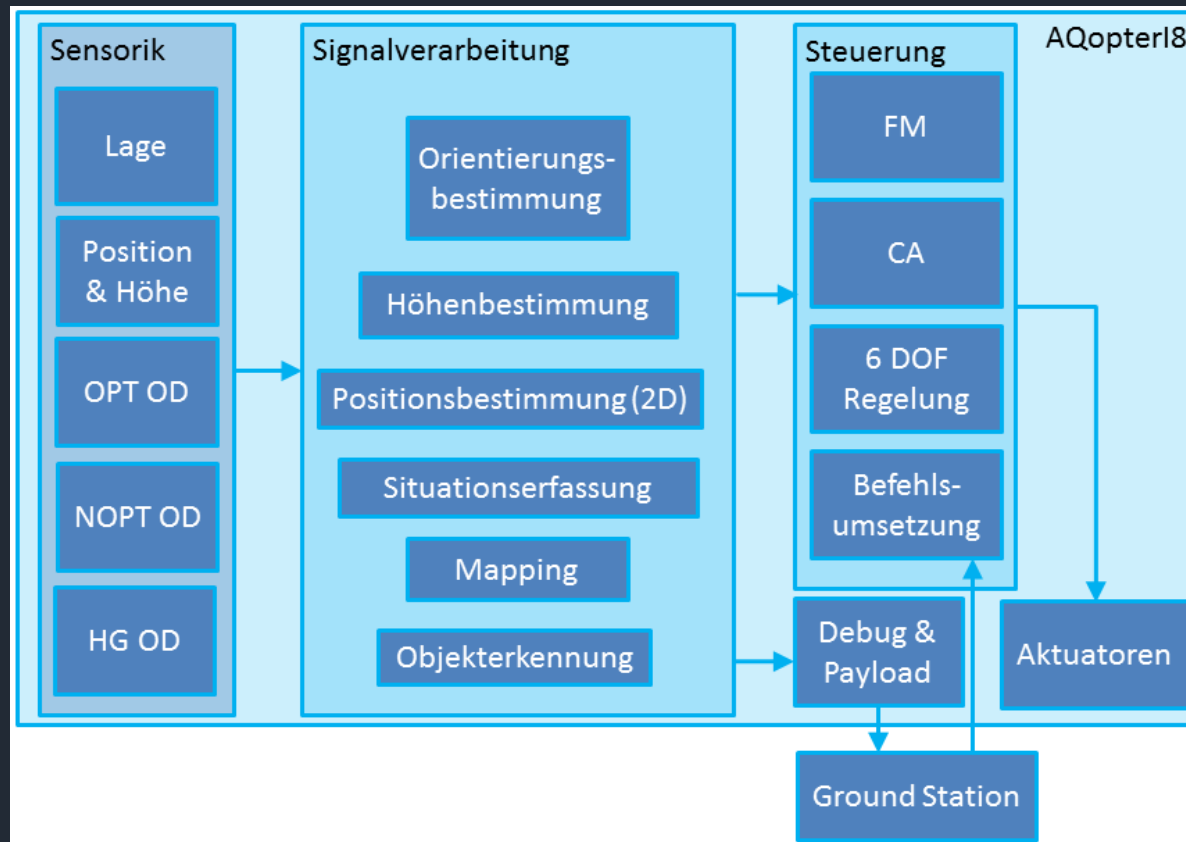 AQopterI8
Sensorik
Lage
Position
& Höhe
OPT OD
NOPT OD
HG OD
Signalverarbeitung
Orientierungs-
bestimmung
Höhenbestimmung
Positionsbestimmung (2D)
Situationserfassung
Mapping
Objekterkennung
Steuerung
FM
CA
6 DOF
Regelung
Befehls-
umsetzung
Debug &
Payload
Aktuatoren
Ground Station